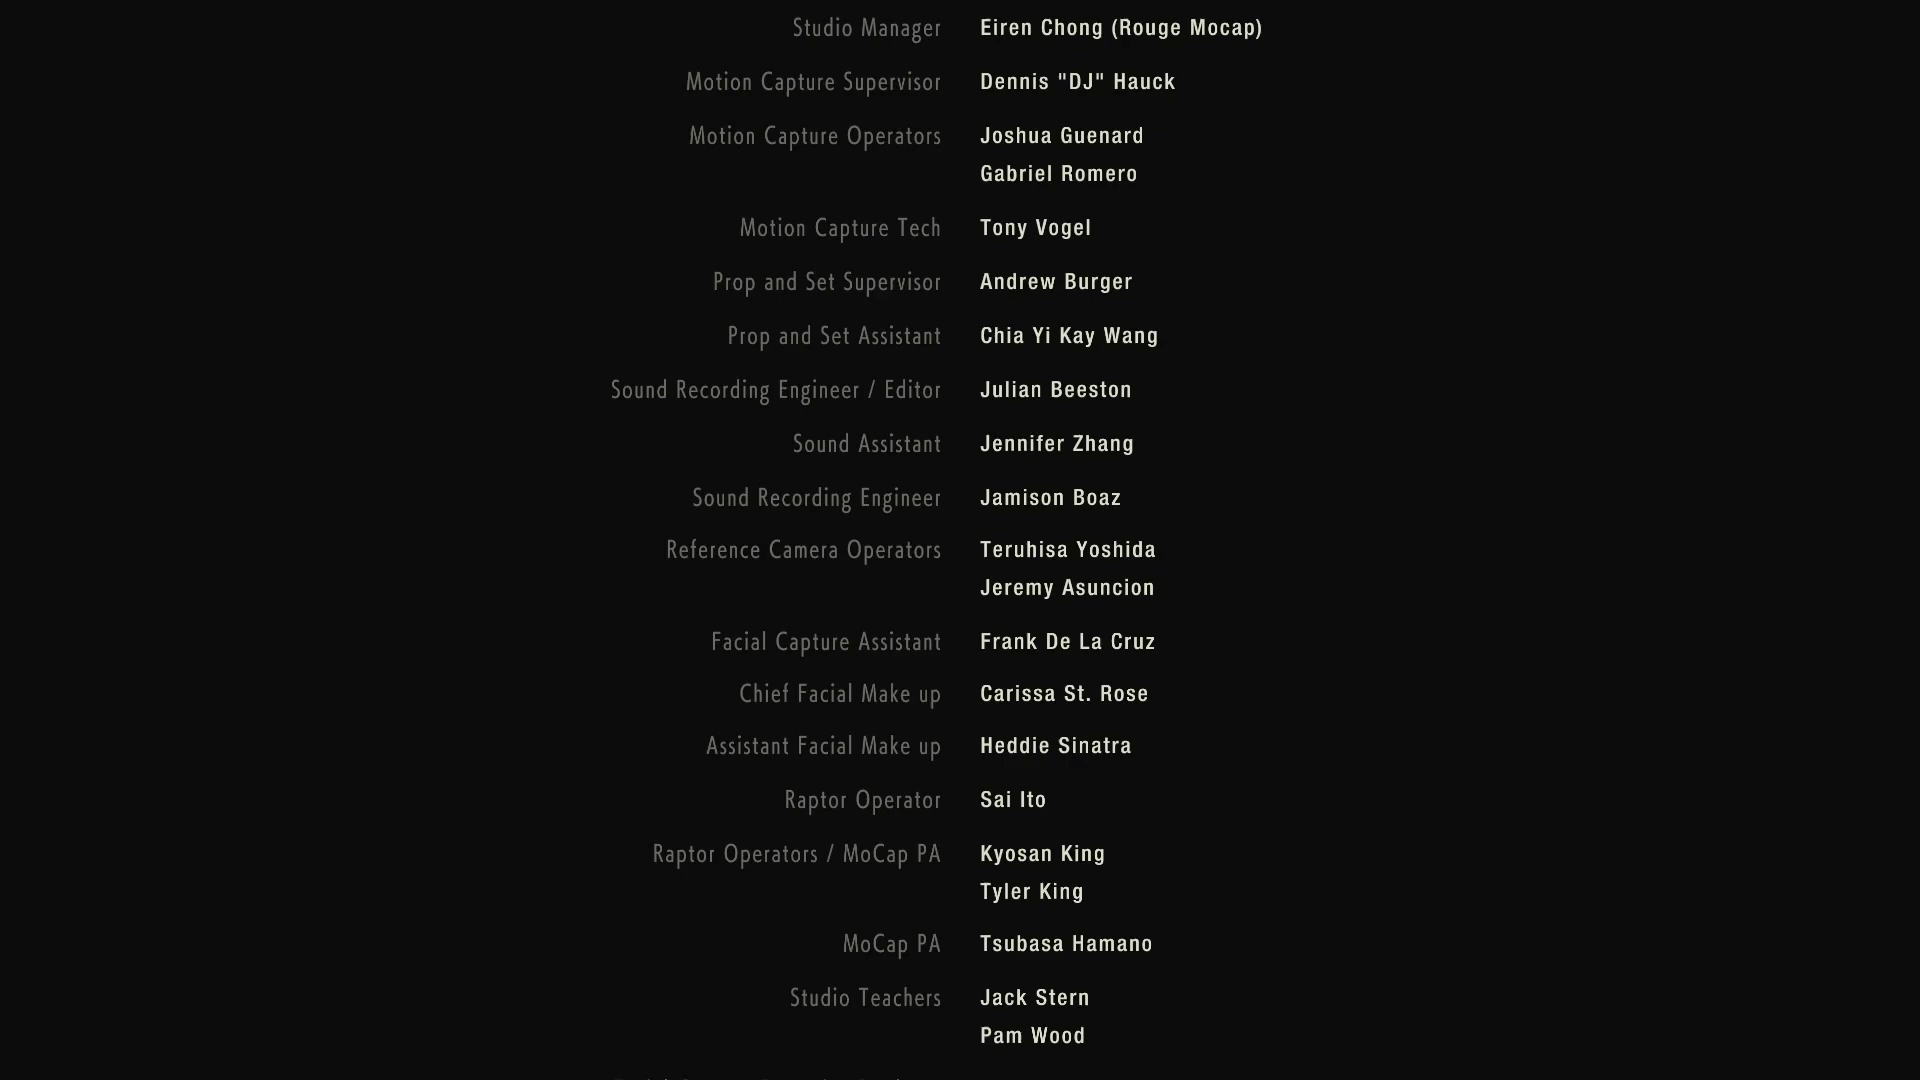 Studio Manager Eiren Chong (Rouge Mocap)
Motion Capture Supervisor Dennis "DJ" Hauck
Motion Capture Operators Joshua Guenard
Gabriel Romero
Motion Capture Tech Tony Vogel
Prop and Set Supervisor Andrew Burger
Prop and Set Assistant Chia Yi Kay Wang
Sound Recording Engineer / Editor Julian Beeston
Sound Assistant Jennifer Zhang
Sound Recording Engineer Jamison Boaz
Reference Camera Operators Teruhisa Yoshida
Jeremy Asuncion
Facial Capture Assistant Frank De La Cruz
Chief Facial Make up Carissa St. Rose
Assistant Facial Make up Heddie Sinatra
Raptor Operator Sai Ito
Raptor Operators / MoCap PA Kyosan King
Tyler King
MoCap PA Tsubasa Hamano
Studio Teachers Jack Stern
Pam Wood